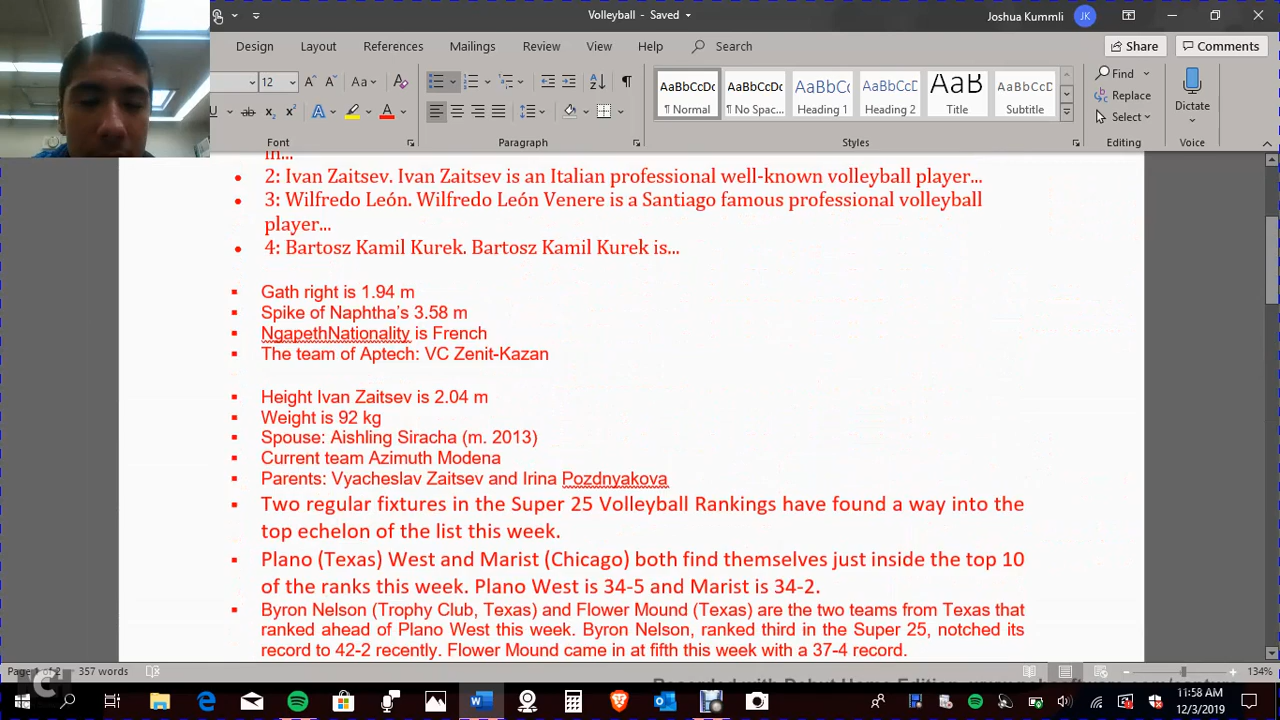 Volleyball - Saved
Joshua Kummli
JK
Design Layout References Mailings Review View Help Search
Share Comments
12
Aa
AaBbCcDd AaBbCcDd AaBbCc AaBbCcD AaB AaBbCcD
¶ Normal ¶ No Spac... Heading 1 Heading 2 Title Subtitle
Find
Replace
Select
Dictate
Font Paragraph Styles Editing Voice
in...
2: Ivan Zaitsev. Ivan Zaitsev is an Italian professional well-known volleyball player...
3: Wilfredo León. Wilfredo León Venere is a Santiago famous professional volleyball
player...
4: Bartosz Kamil Kurek. Bartosz Kamil Kurek is...
Gath right is 1.94 m
Spike of Naphtha's 3.58 m
NgapethNationality is French
The team of Aptech: VC Zenit-Kazan
Height Ivan Zaitsev is 2.04 m
Weight is 92 kg
Spouse: Aishling Siracha (m. 2013)
Current team Azimuth Modena
Parents: Vyacheslav Zaitsev and Irina Pozdnyakova
Two regular fixtures in the Super 25 Volleyball Rankings have found a way into the
top echelon of the list this week.
Plano (Texas) West and Marist (Chicago) both find themselves just inside the top 10
of the ranks this week. Plano West is 34-5 and Marist is 34-2.
Byron Nelson (Trophy Club, Texas) and Flower Mound (Texas) are the two teams from Texas that
ranked ahead of Plano West this week. Byron Nelson, ranked third in the Super 25, notched its
record to 42-2 recently. Flower Mound came in at fifth this week with a 37-4 record.
Page 1 of 2 357 words
134%
11:58 AM
12/3/2019